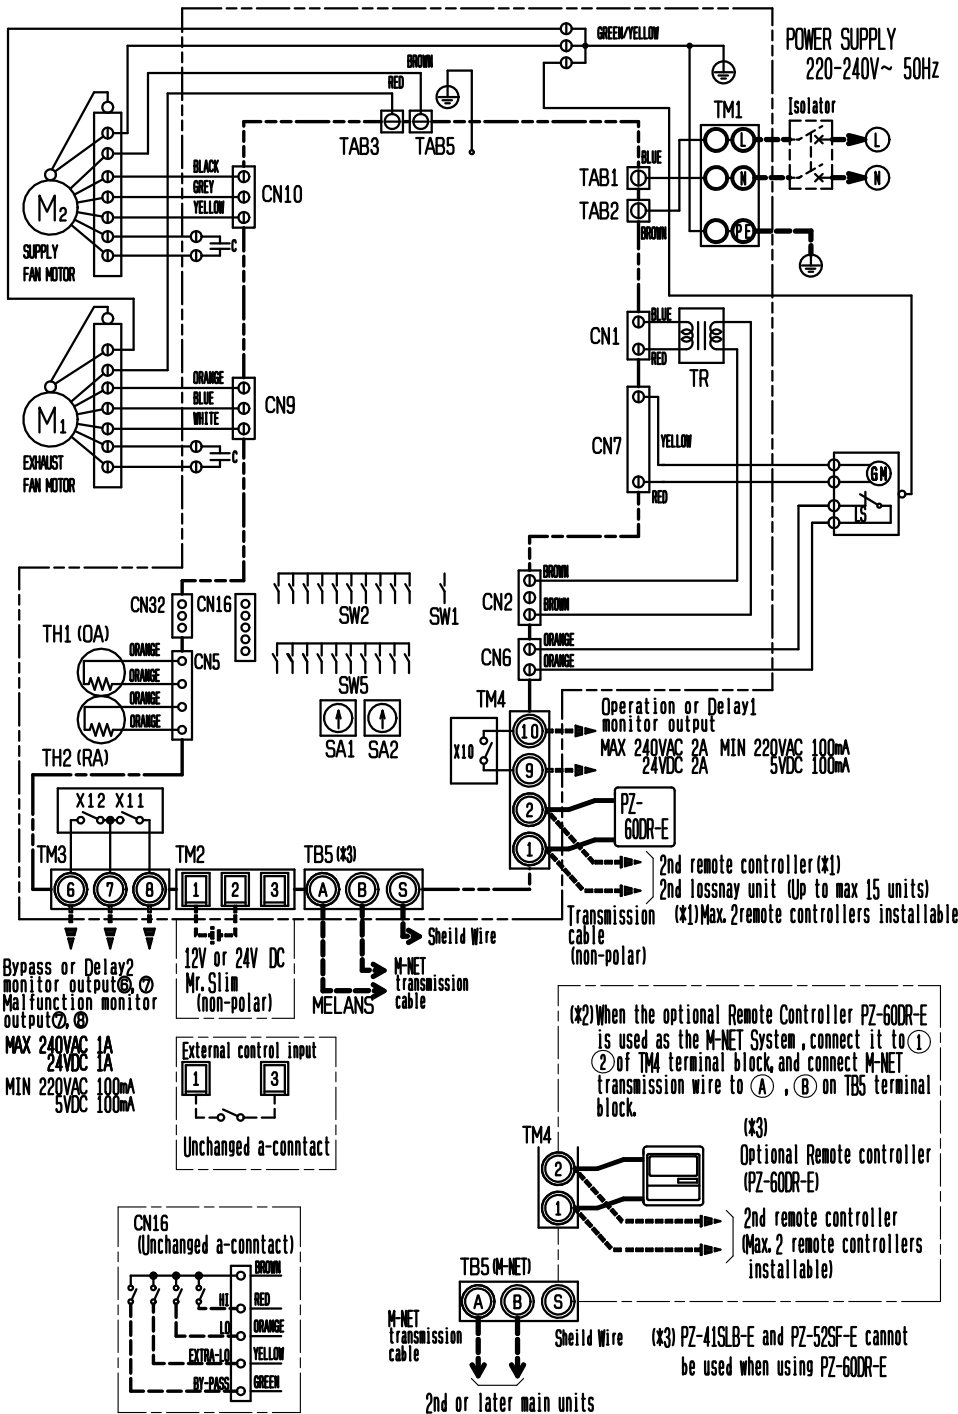 GREEN/YELLOW
POWER SUPPLY
220-240V~ 50Hz
BROWN
RED
Isolator
TM1
TAB3
TAB5
L
L
BLUE
TAB1
N
N
TAB2
BROWN
PE
BLACK
GREY
YELLOW
CN10
C
M2
SUPPLY
FAN MOTOR
BLUE
CN1
RED
TR
ORANGE
BLUE
WHITE
CN9
C
M1
EXHAUST
FAN MOTOR
CN7
YELLOW
RED
GM
LS
BROWN
CN2
BROWN
CN32
CN16
SW2
SW1
TH1 (OA)
ORANGE
ORANGE
ORANGE
ORANGE
CN5
TH2 (RA)
SW5
SA1
SA2
ORANGE
CN6
ORANGE
TM4
X10
10
9
2
1
Operation or Delay1
monitor output
MAX 240VAC 2A MIN 220VAC 100mA
24VDC 2A 5VDC 100mA
PZ-
60DR-E
X12 X11
TM3
TM2
TB5 (*3)
6 7 8
1 2 3
A B S
2nd remote controller (*1)
2nd lossnay unit (Up to max 15 units)
Transmission
cable
(non-polar)
(*1)Max. 2remote controllers installable
Sheild Wire
M-NET
transmission
cable
MELANS
12V or 24V DC
Mr. Slim
(non-polar)
Bypass or Delay2
monitor output⑥, ⑦
Malfunction monitor
output⑦, ⑧
MAX 240VAC 1A
24VDC 1A
MIN 220VAC 100mA
5VDC 100mA
External control input
1 3
Unchanged a-conntact
(*2)When the optional Remote Controller PZ-60DR-E
is used as the M-NET System, connect it to ①
② of TM4 terminal block, and connect M-NET
transmission wire to Ⓐ , Ⓑ on TB5 terminal
block.
TM4
2
1
(*3)
Optional Remote controller
(PZ-60DR-E)
2nd remote controller
(Max. 2 remote controllers
installable)
TB5 (M-NET)
A B S
M-NET
transmission
cable
Sheild Wire
2nd or later main units
(*3) PZ-41SLB-E and PZ-52SF-E cannot
be used when using PZ-60DR-E
CN16
(Unchanged a-conntact)
BROWN
HI RED
LO ORANGE
EXTRA-LO YELLOW
BY-PASS GREEN